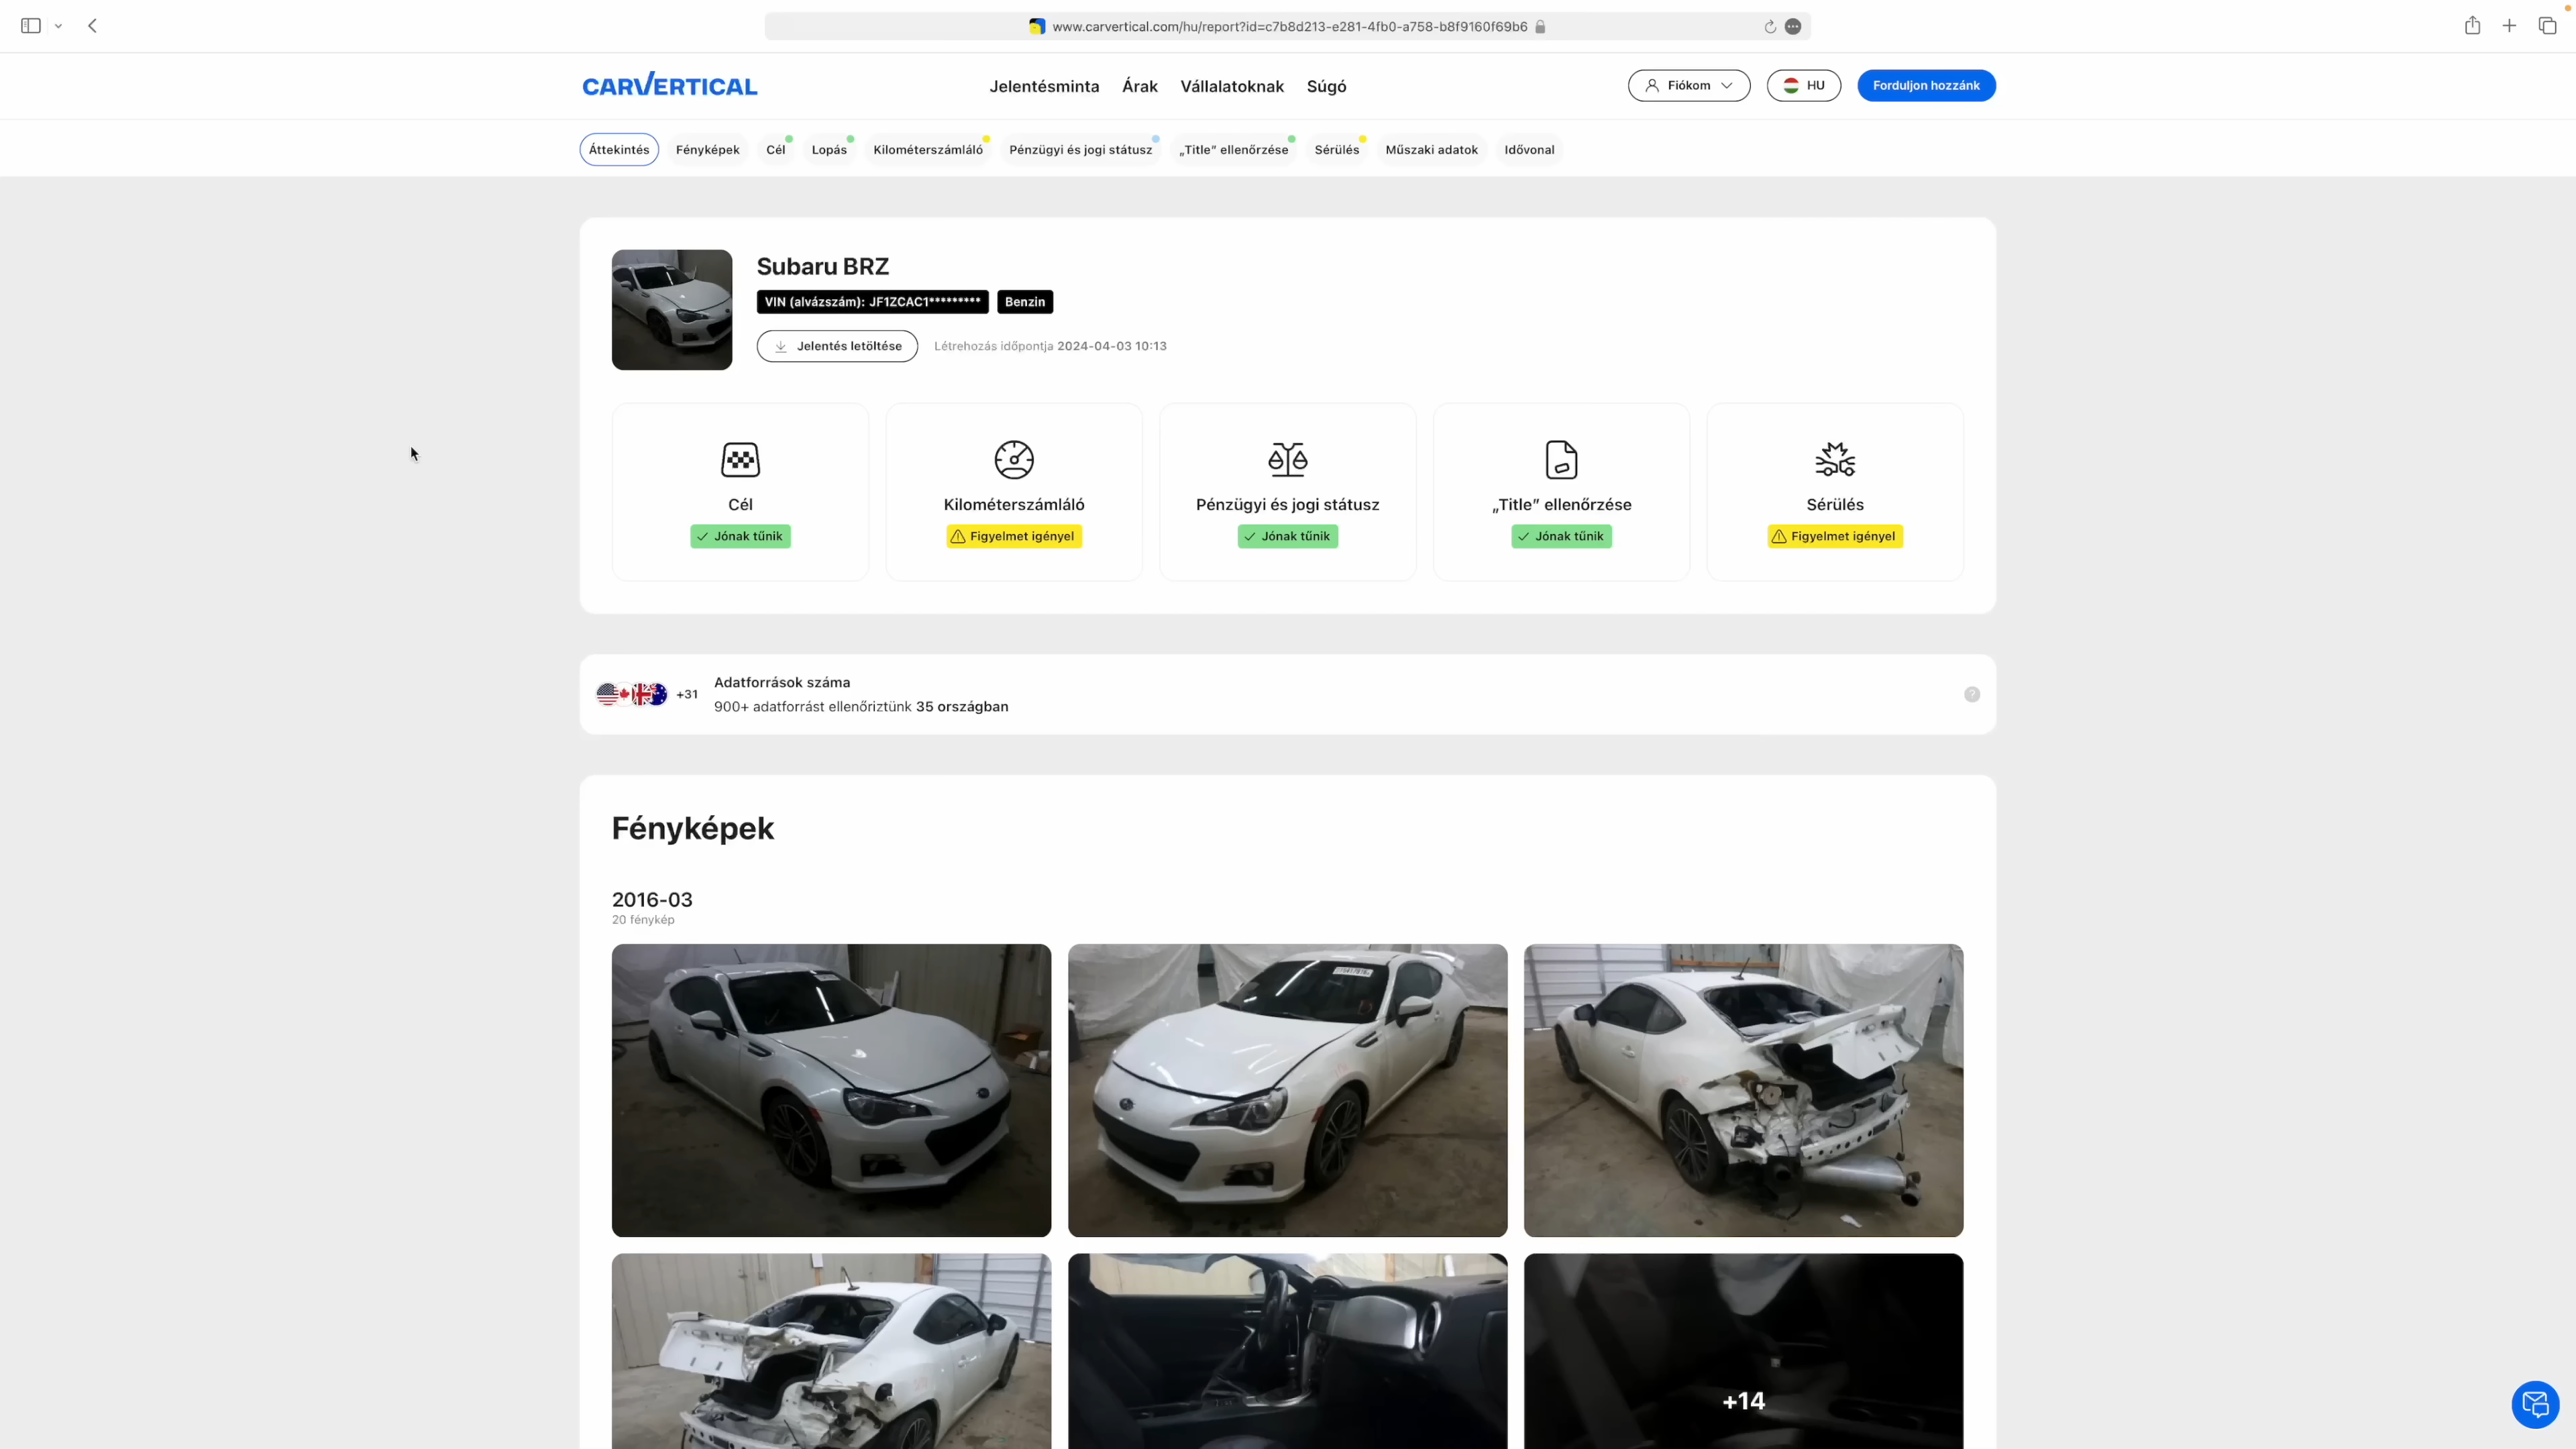 www.carvertical.com/hu/report?id=c7b8d213-e281-4fb0-a758-b8f9160f69b6
CARVERTICAL
Jelentésminta
Árak
Vállalatoknak
Súgó
Fiókom
HU
Forduljon hozzánk
Áttekintés
Fényképek
Cél
Lopás
Kilométerszámláló
Pénzügyi és jogi státusz
„Title” ellenőrzése
Sérülés
Műszaki adatok
Idővonal
Subaru BRZ
VIN (alvázszám): JF1ZCAC1*********
Benzin
Jelentés letöltése
Létrehozás időpontja 2024-04-03 10:13
Cél
Jónak tűnik
Kilométerszámláló
Figyelmet igényel
Pénzügyi és jogi státusz
Jónak tűnik
„Title” ellenőrzése
Jónak tűnik
Sérülés
Figyelmet igényel
+31
Adatforrások száma
900+ adatforrást ellenőriztünk 35 országban
?
Fényképek
2016-03
20 fénykép
+14